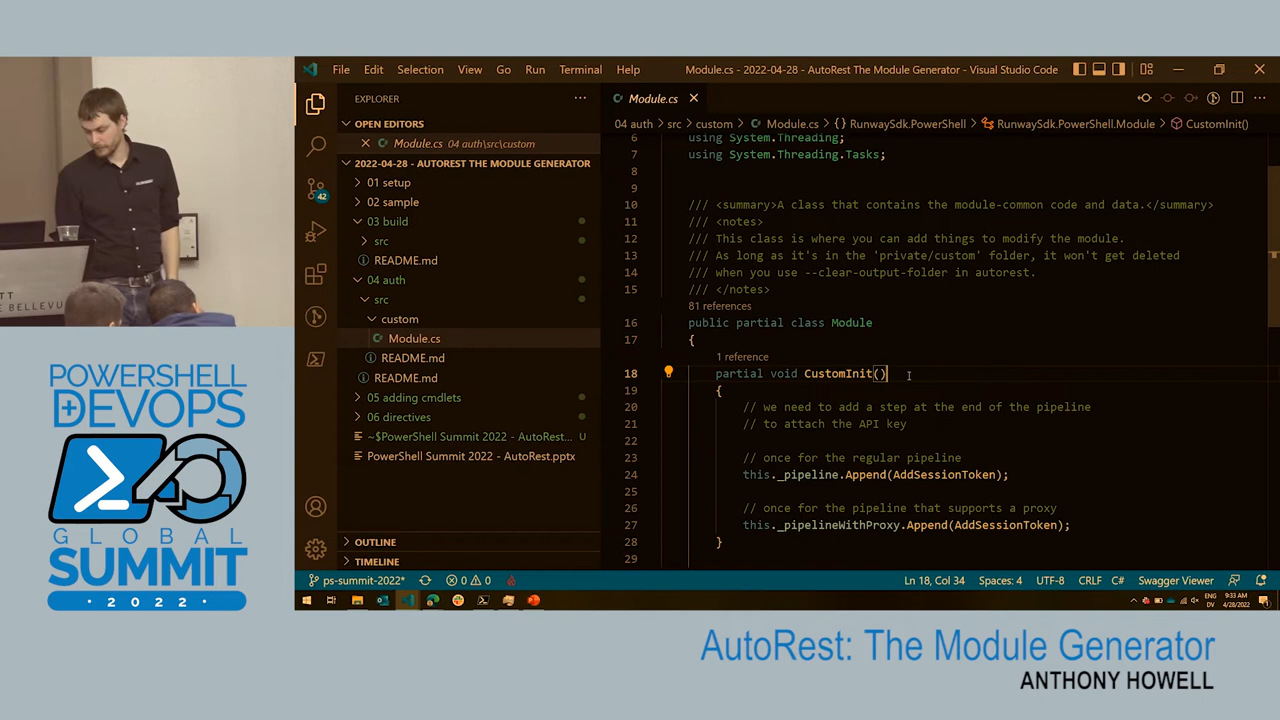 File Edit Selection View Go Run Terminal Help
Module.cs - 2022-04-28 - AutoRest The Module Generator - Visual Studio Code
EXPLORER
OPEN EDITORS
Module.cs 04 auth\src\custom
2022-04-28 - AUTOREST THE MODULE GENERATOR
01 setup
02 sample
03 build
src
README.md
04 auth
src
custom
Module.cs
README.md
README.md
05 adding cmdlets
06 directives
~$PowerShell Summit 2022 - AutoRest... U
PowerShell Summit 2022 - AutoRest.pptx
OUTLINE
TIMELINE
42
Module.cs
04 auth > src > custom > Module.cs > {} RunwaySdk.PowerShell > RunwaySdk.PowerShell.Module > CustomInit()
6 using System.Threading;
7 using System.Threading.Tasks;
8
9
10 /// <summary>A class that contains the module-common code and data.</summary>
11 /// <notes>
12 /// This class is where you can add things to modify the module.
13 /// As long as it's in the 'private/custom' folder, it won't get deleted
14 /// when you use --clear-output-folder in autorest.
15 /// </notes>
81 references
16 public partial class Module
17 {
1 reference
18 partial void CustomInit()
19 {
20 // we need to add a step at the end of the pipeline
21 // to attach the API key
22
23 // once for the regular pipeline
24 this._pipeline.Append(AddSessionToken);
25
26 // once for the pipeline that supports a proxy
27 this._pipelineWithProxy.Append(AddSessionToken);
28 }
29
ps-summit-2022* 0 0 Ln 18, Col 34 Spaces: 4 UTF-8 CRLF C# Swagger Viewer
ENG
DV
9:33 AM
4/28/2022
1
E BELLEVU
POWERSHELL
DEVOPS
GLOBAL
SUMMIT
2022
AutoRest: The Module Generator
ANTHONY HOWELL